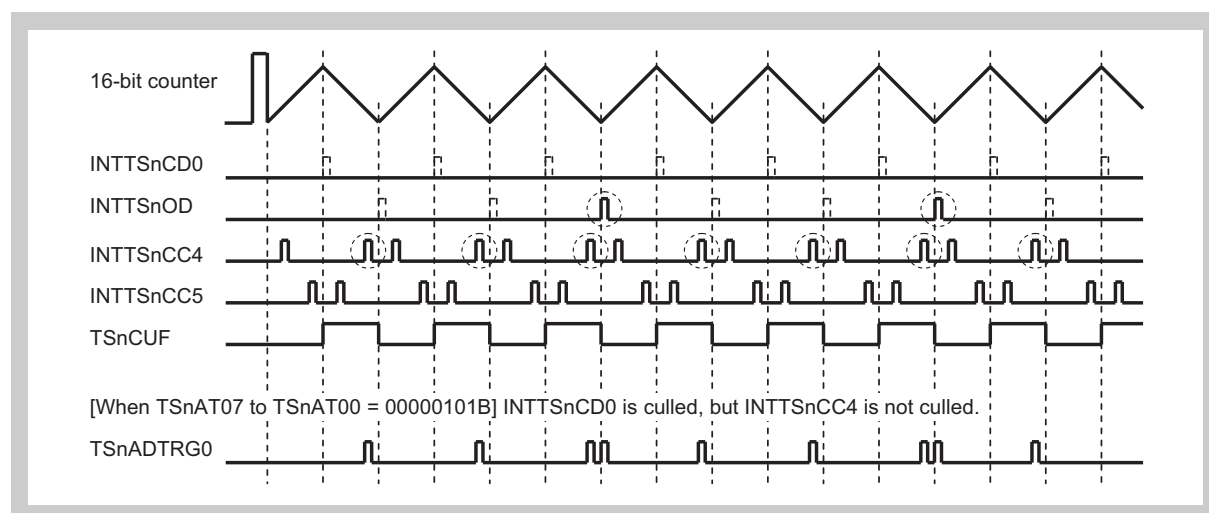 16-bit counter
INTTSnCD0
INTTSnOD
INTTSnCC4
INTTSnCC5
TSnCUF
[When TSnAT07 to TSnAT00 = 00000101B] INTTSnCD0 is culled, but INTTSnCC4 is not culled.
TSnADTRG0